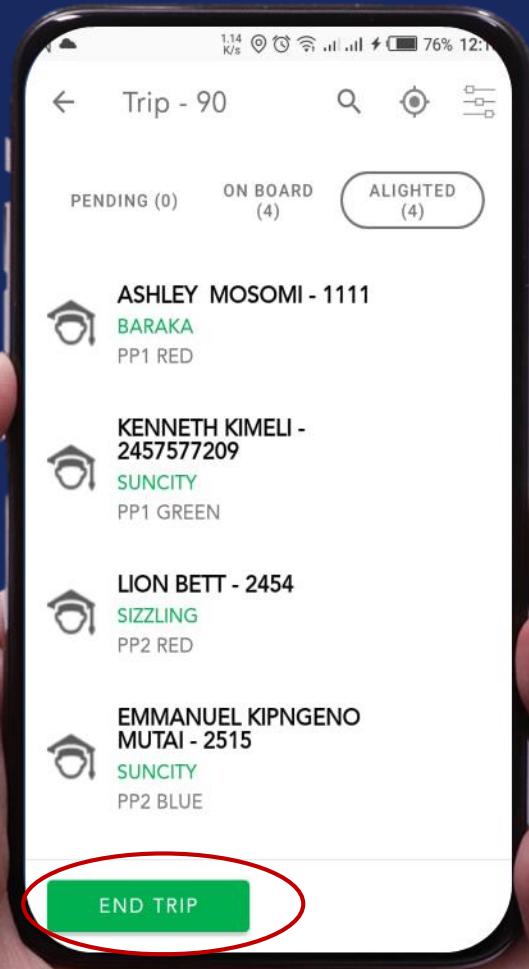 1.14
K/s
76% 12:1
Trip - 90
PENDING (0)
ON BOARD
(4)
ALIGHTED
(4)
ASHLEY MOSOMI - 1111
BARAKA
PP1 RED
KENNETH KIMELI -
2457577209
SUNCITY
PP1 GREEN
LION BETT - 2454
SIZZLING
PP2 RED
EMMANUEL KIPNGENO
MUTAI - 2515
SUNCITY
PP2 BLUE
END TRIP